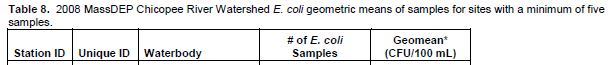 Table 8. 2008 MassDEP Chicopee River Watershed E. coli geometric means of samples for sites with a minimum of five
samples.
Station ID Unique ID Waterbody # of E. coli Samples Geomean* (CFU/100 mL)